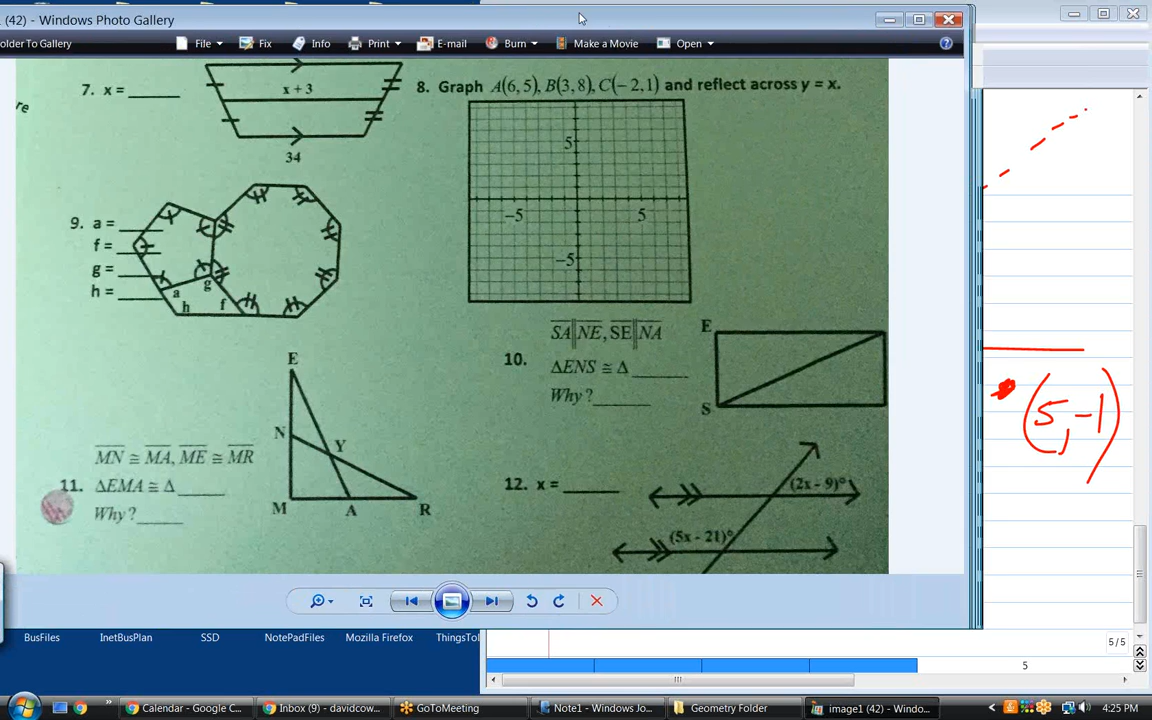 (42) - Windows Photo Gallery
older To Gallery
File
Fix
Info
Print
E-mail
Burn
Make a Movie
Open
re
7. x = ______
x + 3
34
8. Graph A(6,5), B(3,8), C(−2,1) and reflect across y = x.
5
−5
5
−5
9. a = ______
f = ______
g = ______
h = ______
a
g
h
f
SA||NE, SE||NA
10.
ΔENS ≅ Δ ______
Why?______
E
S
MN ≅ MA, ME ≅ MR
11. ΔEMA ≅ Δ______
Why?______
E
N
Y
M
A
R
12. x = ______
(2x - 9)°
(5x - 21)°
(5, -1)
BusFiles
InetBusPlan
SSD
NotePadFiles
Mozilla Firefox
ThingsTo
5/5
5
Calendar - Google C...
Inbox (9) - davidcow...
GoToMeeting
Note1 - Windows Jo...
Geometry Folder
image1 (42) - Windo...
4:25 PM